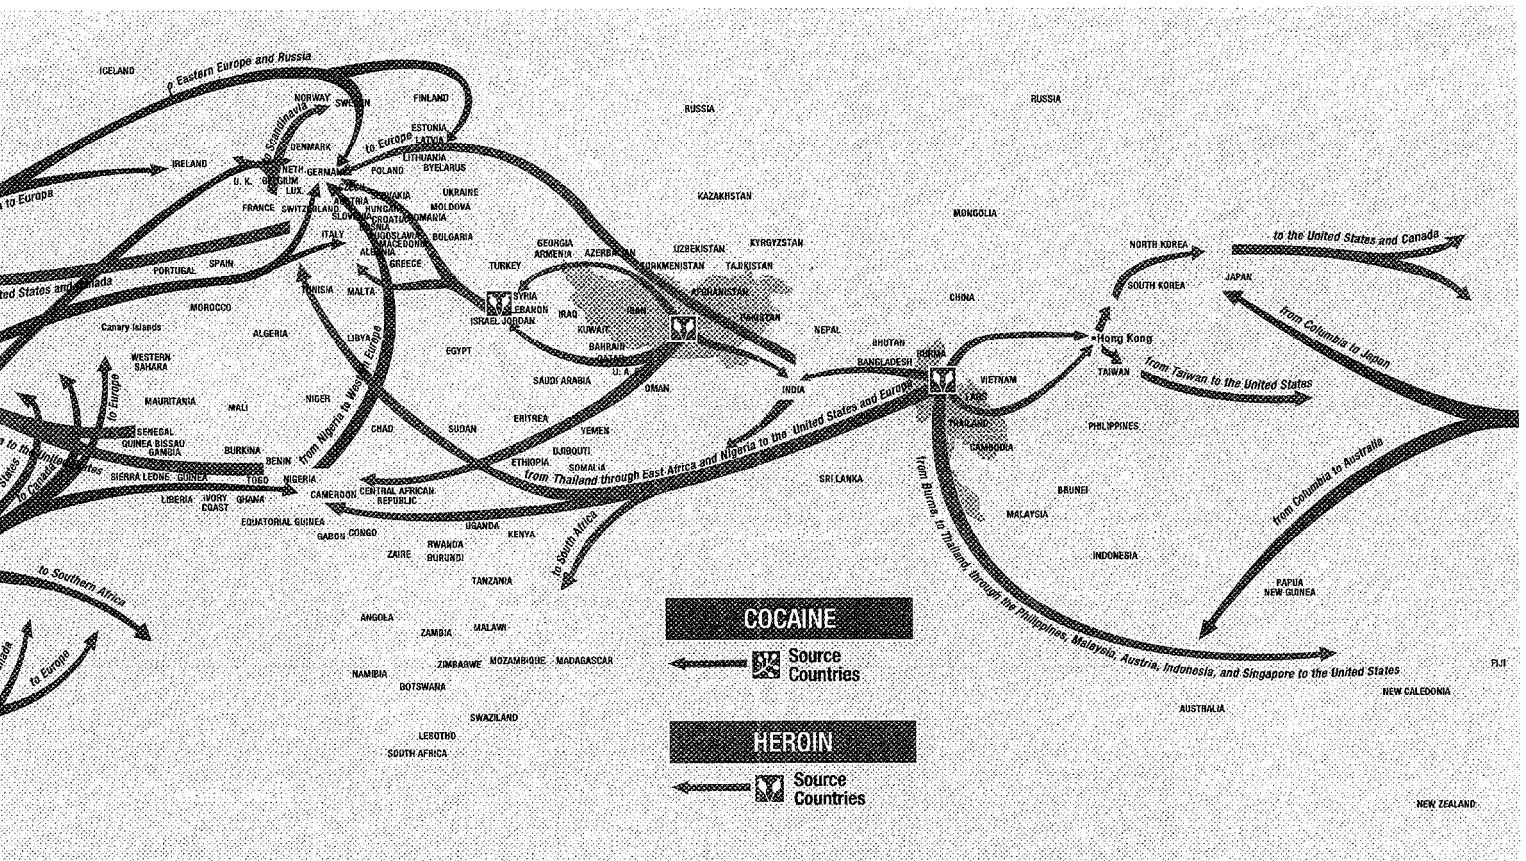 ICELAND
Eastern Europe and Russia
NORWAY
SWEDEN
FINLAND
RUSSIA
RUSSIA
to Scandinavia
ESTONIA
LATVIA
to Europe
LITHUANIA
BYELARUS
DENMARK
IRELAND
NETH.
GERMANY
POLAND
U. K.
BELGIUM
LUX.
to Europe
UKRAINE
MOLDOVA
KAZAKHSTAN
FRANCE
SWITZERLAND
AUSTRIA
HUNGARY
ROMANIA
MONGOLIA
ITALY
BULGARIA
MACEDONIA
ALBANIA
GREECE
GEORGIA
ARMENIA
AZERBAIJAN
UZBEKISTAN
KYRGYZSTAN
TURKMENISTAN
TAJIKISTAN
NORTH KOREA
to the United States and Canada
PORTUGAL
SPAIN
TURKEY
JAPAN
SOUTH KOREA
TUNISIA
MALTA
SYRIA
LEBANON
ISRAEL JORDAN
IRAQ
IRAN
AFGHANISTAN
PAKISTAN
CHINA
MOROCCO
Canary Islands
ALGERIA
LIBYA
EGYPT
KUWAIT
BAHRAIN
QATAR
U. A. E.
NEPAL
BHUTAN
BANGLADESH
BURMA
Hong Kong
TAIWAN
from Columbia to Japan
from Taiwan to the United States
WESTERN
SAHARA
SAUDI ARABIA
OMAN
INDIA
VIETNAM
LAOS
THAILAND
CAMBODIA
PHILIPPINES
to Europe
MAURITANIA
MALI
NIGER
CHAD
SUDAN
ERITREA
YEMEN
DJIBOUTI
ETHIOPIA
SOMALIA
from Nigeria to Western Europe
from Thailand through East Africa and Nigeria to the United States and Europe
SENEGAL
GUINEA BISSAU
GAMBIA
BURKINA
BENIN
to the United States
States
to Canada
SIERRA LEONE
GUINEA
TOGO
NIGERIA
LIBERIA
IVORY
COAST
GHANA
CAMEROON
CENTRAL AFRICAN
REPUBLIC
SRI LANKA
BRUNEI
MALAYSIA
from Columbia to Australia
EQUATORIAL GUINEA
GABON
CONGO
UGANDA
KENYA
ZAIRE
RWANDA
BURUNDI
to South Africa
INDONESIA
TANZANIA
PAPUA
NEW GUINEA
to Southern Africa
ANGOLA
ZAMBIA
MALAWI
to Europe
ZIMBABWE
MOZAMBIQUE
MADAGASCAR
NAMIBIA
BOTSWANA
SWAZILAND
LESOTHO
SOUTH AFRICA
from Burma, to Thailand, through the Philippines, Malaysia, Austria, Indonesia, and Singapore to the United States
FIJI
NEW CALEDONIA
AUSTRALIA
NEW ZEALAND
COCAINE
Source
Countries
HEROIN
Source
Countries